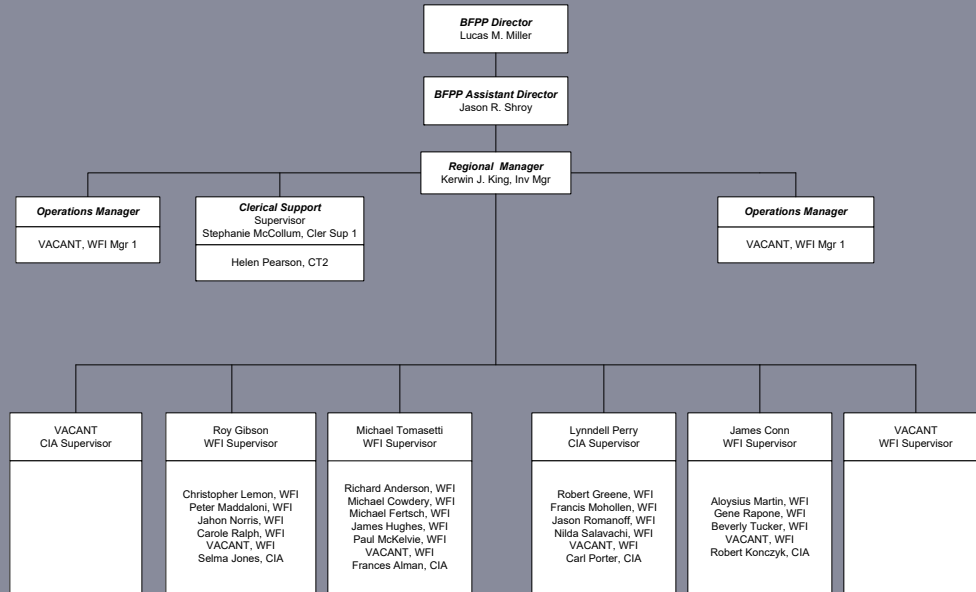 BFPP Director
Lucas M. Miller
BFPP Assistant Director
Jason R. Shroy
Regional Manager
Kerwin J. King, Inv Mgr
Operations Manager
VACANT, WFI Mgr 1
Clerical Support
Supervisor
Stephanie McCollum, Cler Sup 1
Helen Pearson, CT2
Operations Manager
VACANT, WFI Mgr 1
VACANT
CIA Supervisor
Roy Gibson
WFI Supervisor
Christopher Lemon, WFI
Peter Maddaloni, WFI
Jahon Norris, WFI
Carole Ralph, WFI
VACANT, WFI
Selma Jones, CIA
Michael Tomasetti
WFI Supervisor
Richard Anderson, WFI
Michael Cowdery, WFI
Michael Fertsch, WFI
James Hughes, WFI
Paul McKelvie, WFI
VACANT, WFI
Frances Alman, CIA
Lynndell Perry
CIA Supervisor
Robert Greene, WFI
Francis Mohollen, WFI
Jason Romanoff, WFI
Nilda Salavachi, WFI
VACANT, WFI
Carl Porter, CIA
James Conn
WFI Supervisor
Aloysius Martin, WFI
Gene Rapone, WFI
Beverly Tucker, WFI
VACANT, WFI
Robert Konczyk, CIA
VACANT
WFI Supervisor